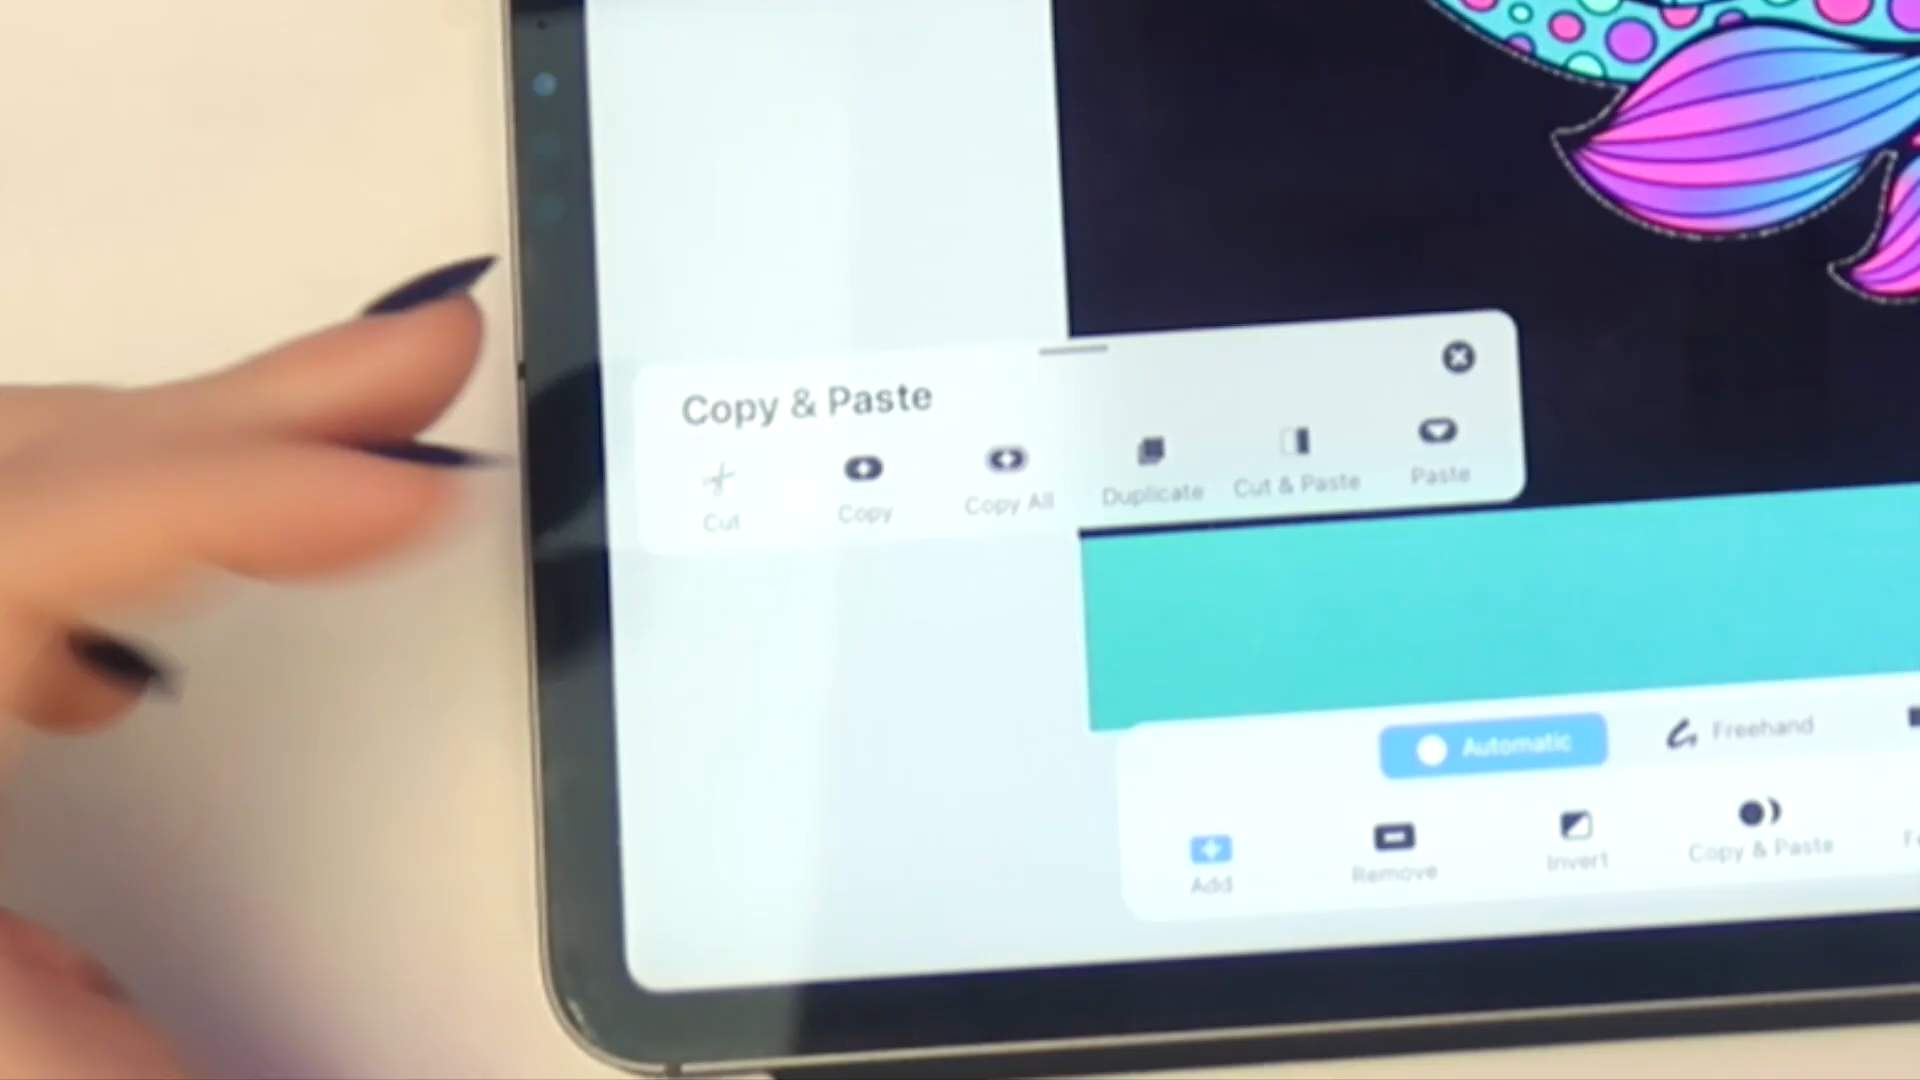 Copy & Paste
Cut Copy Copy All Duplicate Cut & Paste Paste
Automatic Freehand
Add Remove Invert Copy & Paste